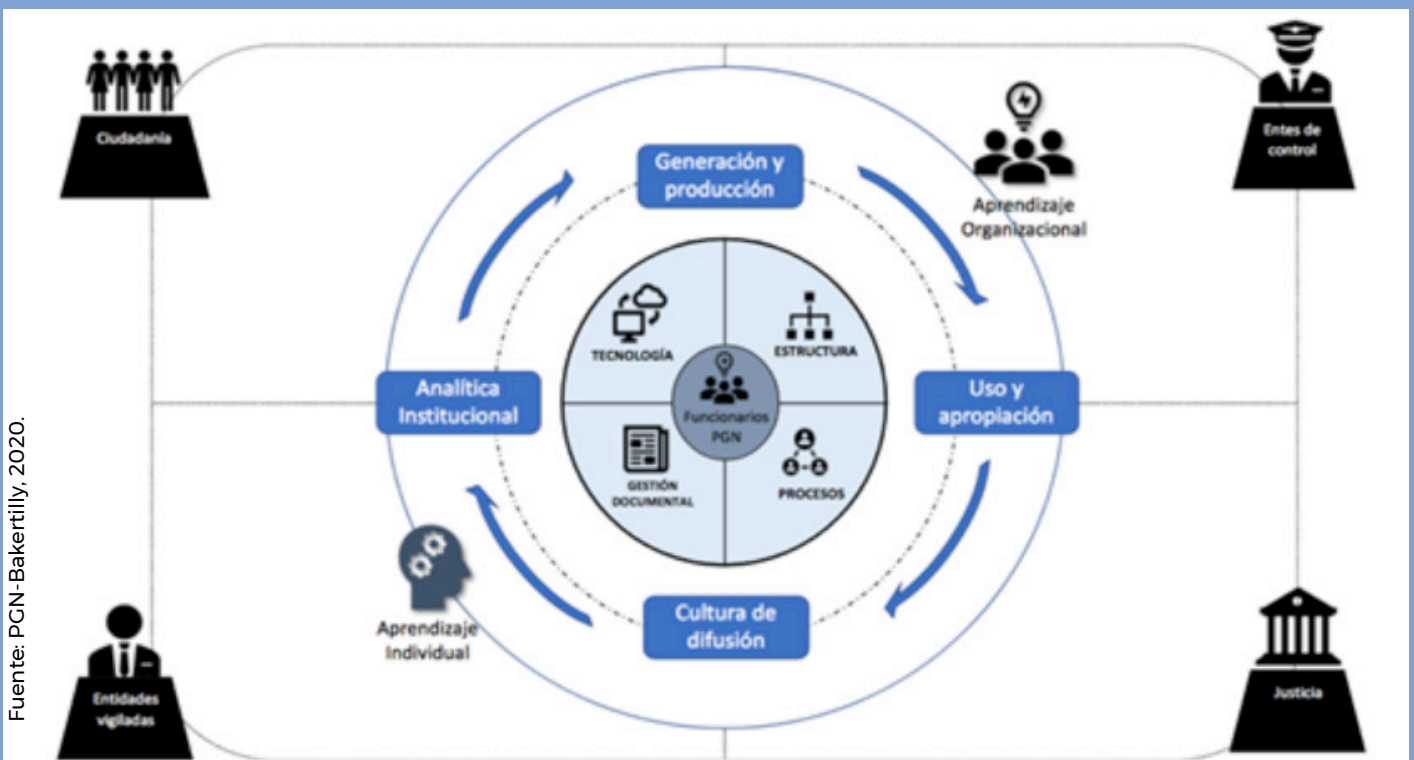 Ciudadanía
Entes de
control
Generación y
producción
Aprendizaje
Organizacional
TECNOLOGÍA
ESTRUCTURA
Analítica
Institucional
Funcionarios
PGN
Uso y
apropiación
GESTIÓN
DOCUMENTAL
PROCESOS
Cultura de
difusión
Aprendizaje
Individual
Entidades
vigiladas
Justicia
Fuente: PGN-Bakertilly, 2020.